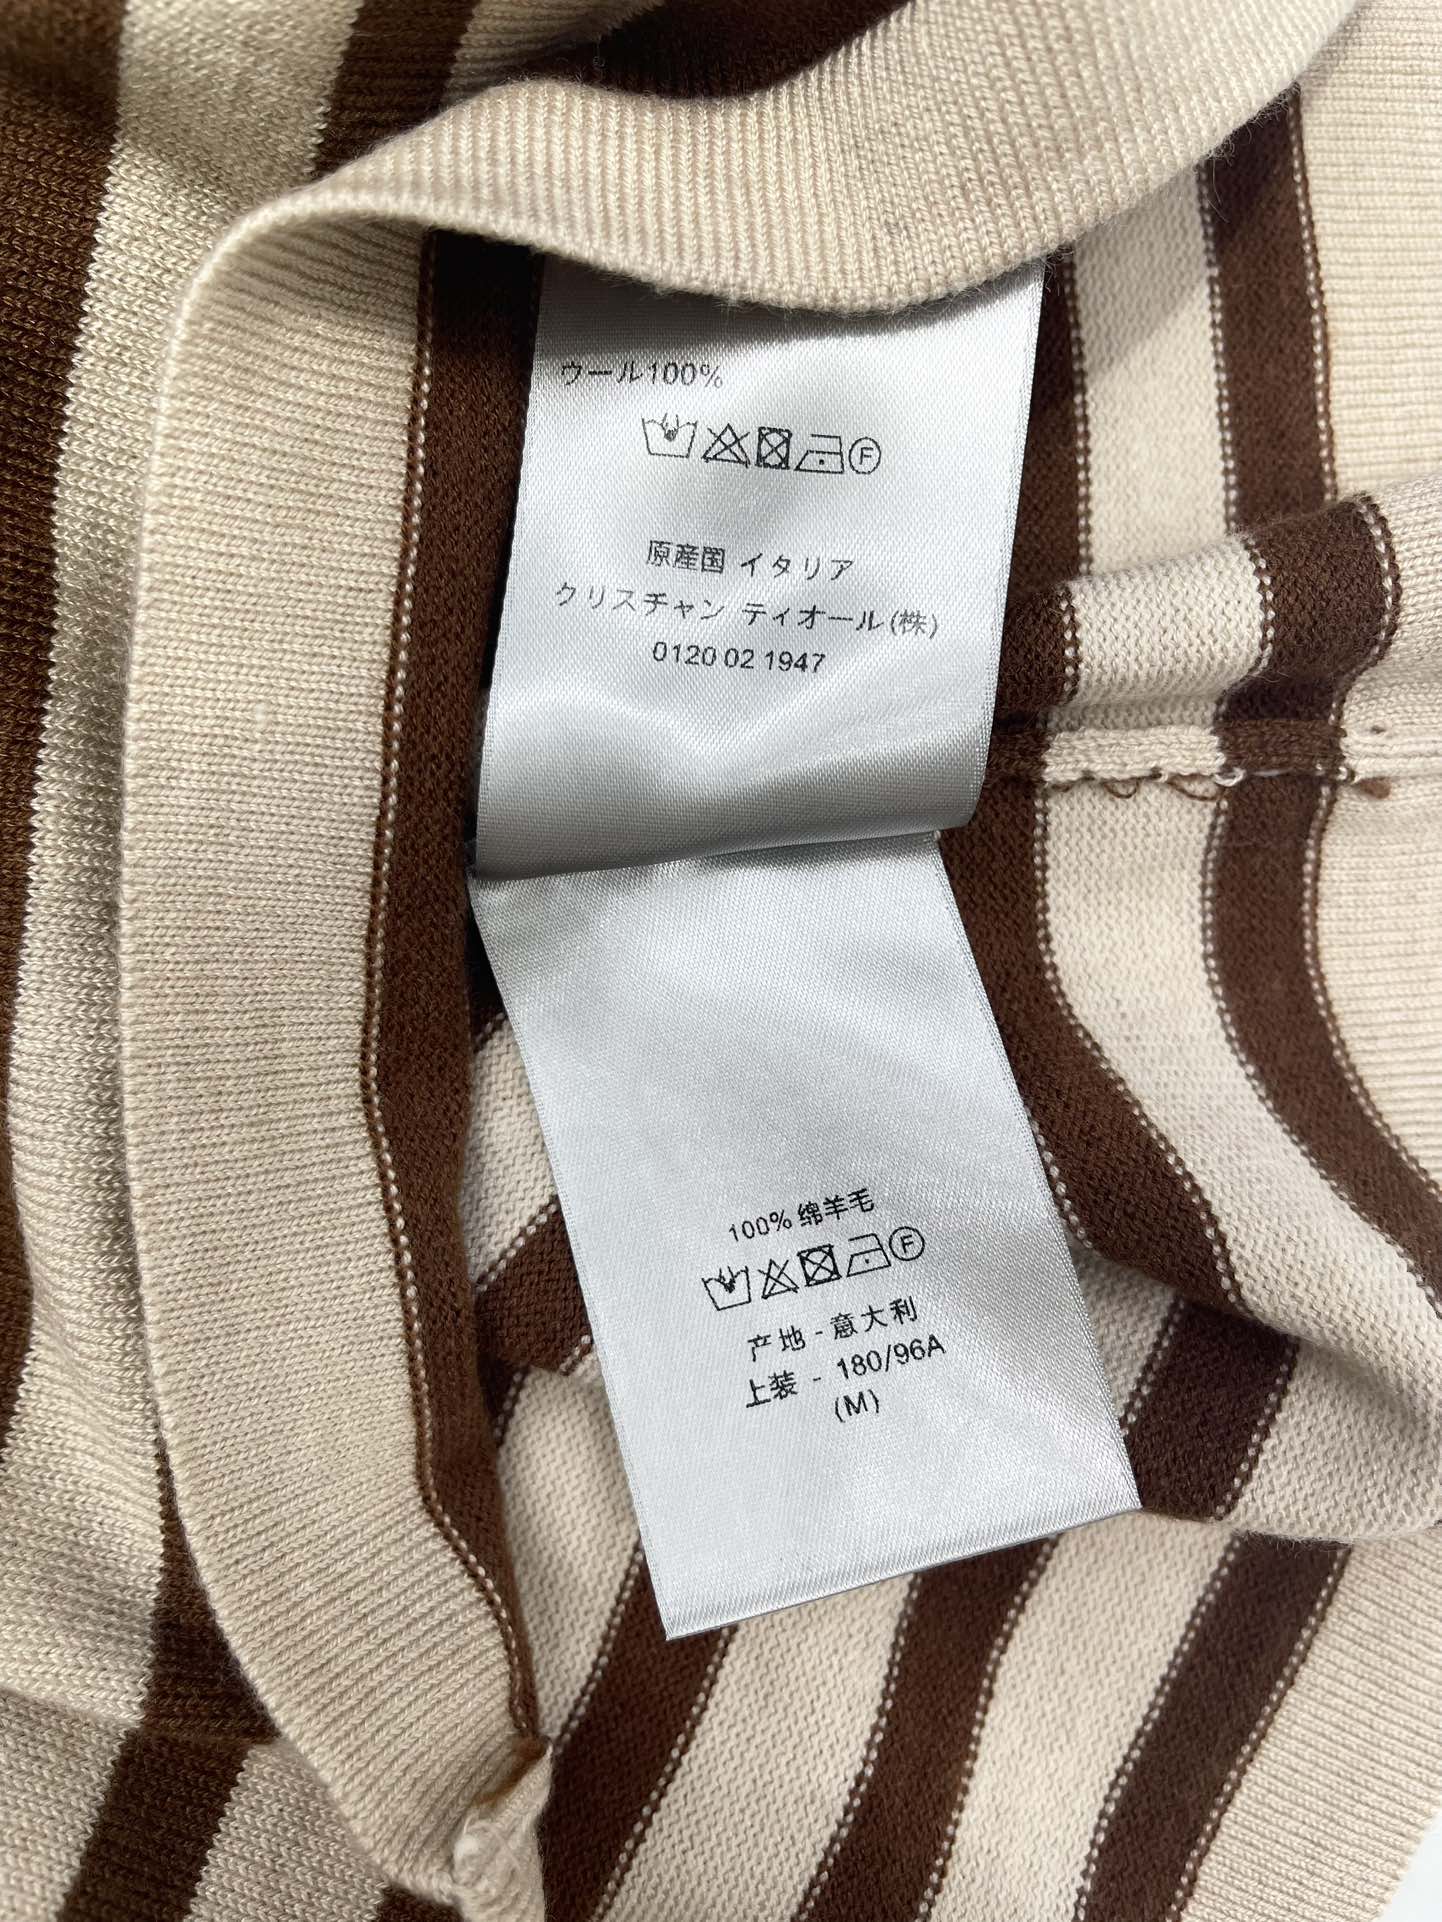 ウール100%
F
原産国 イタリア
クリスチャン ティオール(株)
0120 02 1947
100% 绵羊毛
F
产地 - 意大利
上装 - 180/96A
(M)